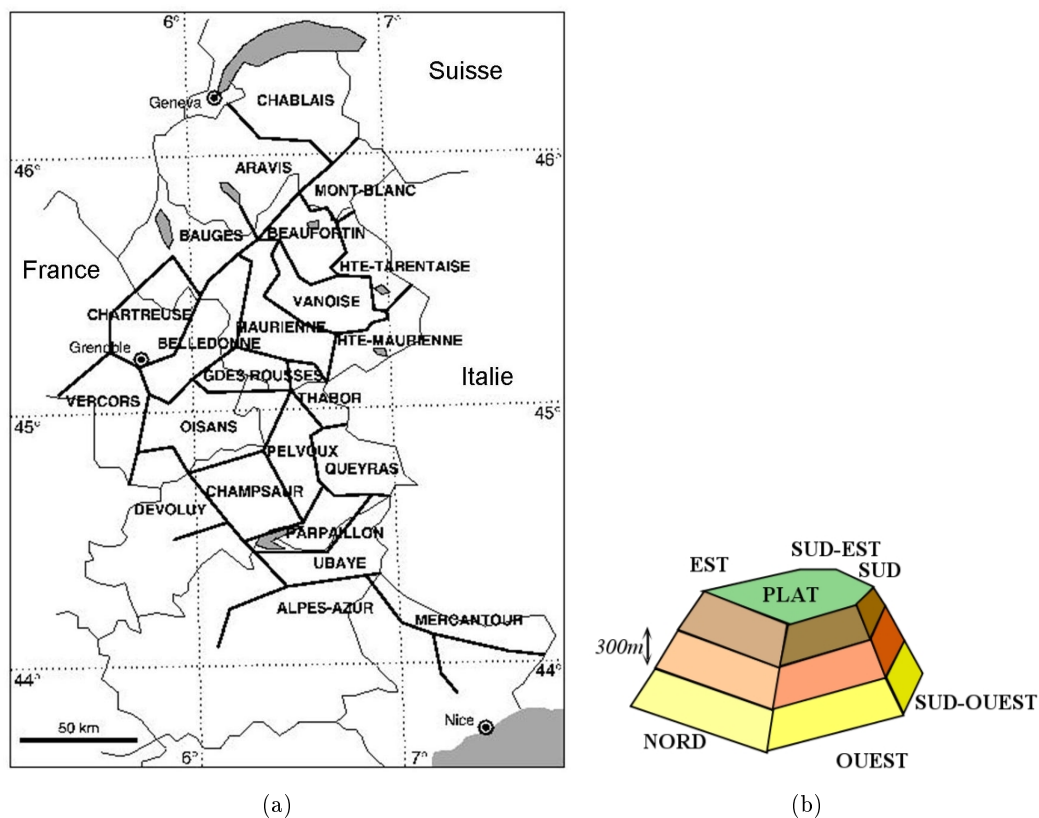 6° 7°
Suisse
Geneva
CHABLAIS
46° 46°
ARAVIS
MONT-BLANC
BAUGES
BEAUFORTIN
France
HTE-TARENTAISE
VANOISE
CHARTREUSE
MAURIENNE
BELLEDONNE
HTE-MAURIENNE
Grenoble
GDES ROUSSES
Italie
THABOR
VERCORS
45° 45°
OISANS
PELVOUX
QUEYRAS
CHAMPSAUR
DEVOLUY
PARPAILLON
UBAYE
ALPES-AZUR
MERCANTOUR
44° 44°
Nice
50 km
6° 7°
(a)
SUD-EST
EST
SUD
PLAT
300m
SUD-OUEST
NORD
OUEST
(b)